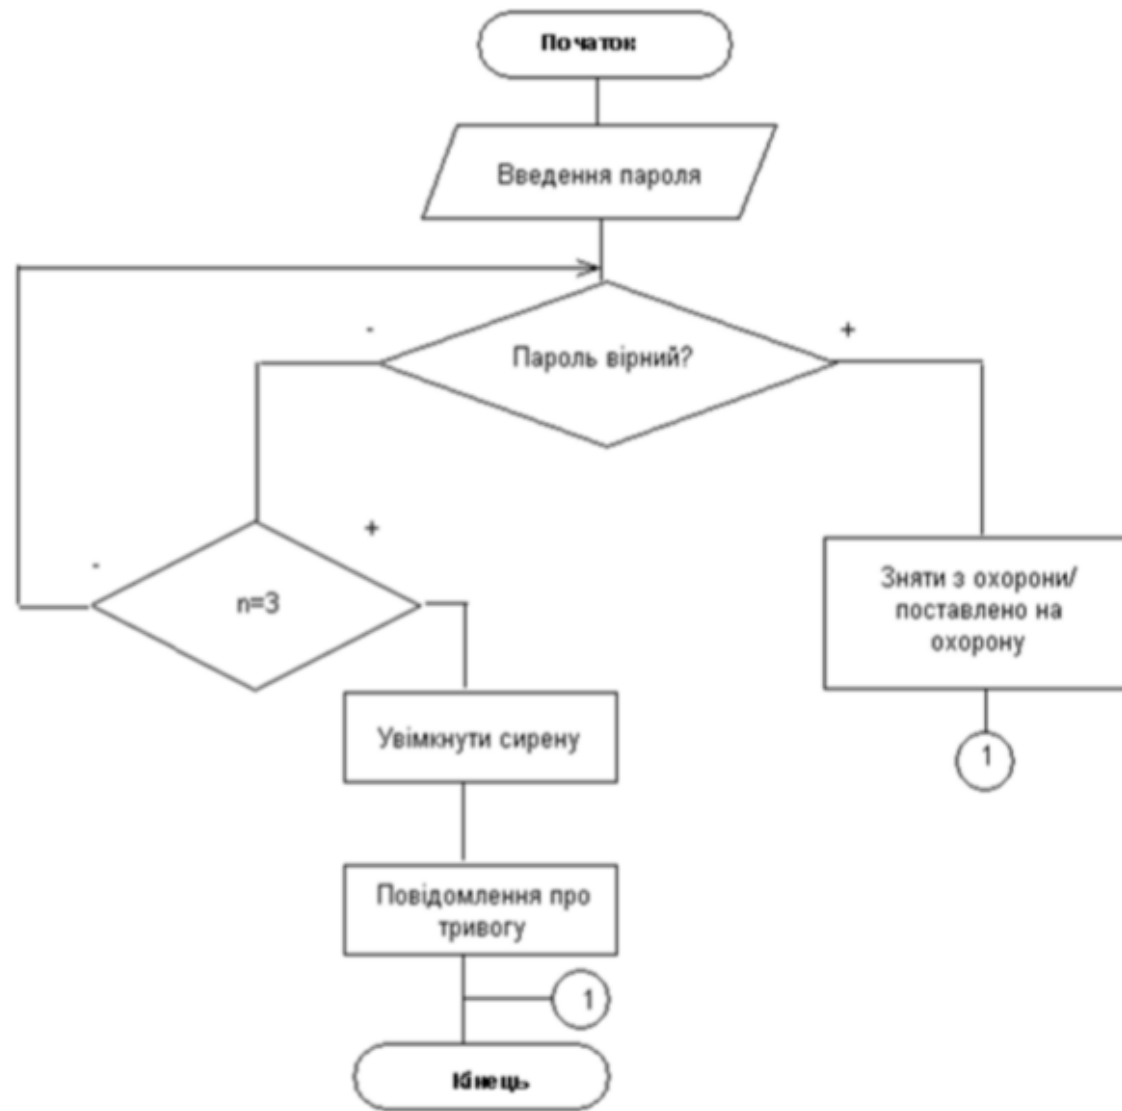 Початок
Введення пароля
-
+
Пароль вірний?
-
+
n=3
Зняти з охорони/
поставлено на
охорону
Увімкнути сирену
1
Повідомлення про
тривогу
1
Кінець